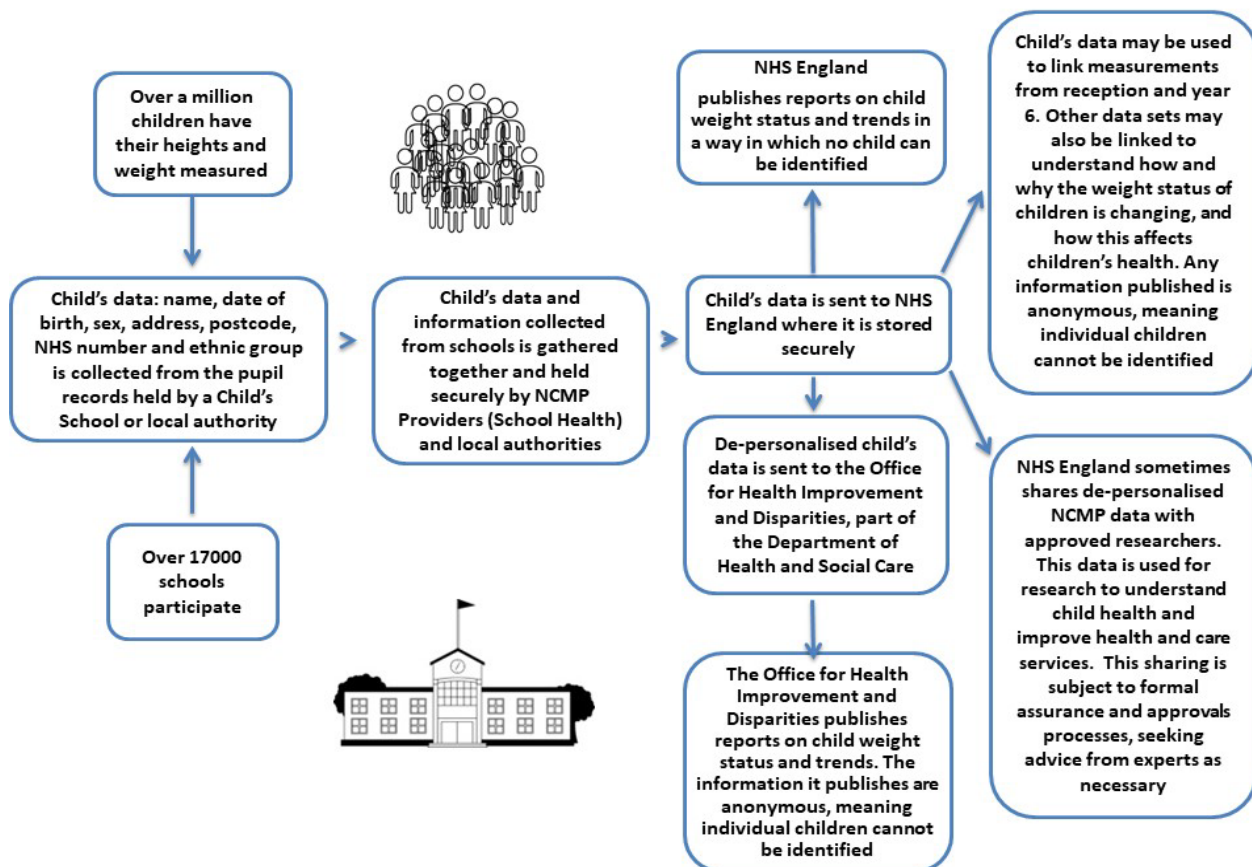 Over a million
children have
their heights and
weight measured
Child’s data: name, date of
birth, sex, address, postcode,
NHS number and ethnic group
is collected from the pupil
records held by a Child’s
School or local authority
Over 17000
schools
participate
Child’s data and
information collected
from schools is gathered
together and held
securely by NCMP
Providers (School Health)
and local authorities
NHS England
publishes reports on child
weight status and trends in
a way in which no child can
be identified
Child’s data is sent to NHS
England where it is stored
securely
De-personalised child’s
data is sent to the Office
for Health Improvement
and Disparities, part of
the Department of
Health and Social Care
The Office for Health
Improvement and
Disparities publishes
reports on child weight
status and trends. The
information it publishes are
anonymous, meaning
individual children cannot
be identified
Child’s data may be used
to link measurements
from reception and year
6. Other data sets may
also be linked to
understand how and
why the weight status of
children is changing, and
how this affects
children’s health. Any
information published is
anonymous, meaning
individual children
cannot be identified
NHS England sometimes
shares de-personalised
NCMP data with
approved researchers.
This data is used for
research to understand
child health and
improve health and care
services.  This sharing is
subject to formal
assurance and approvals
processes, seeking
advice from experts as
necessary